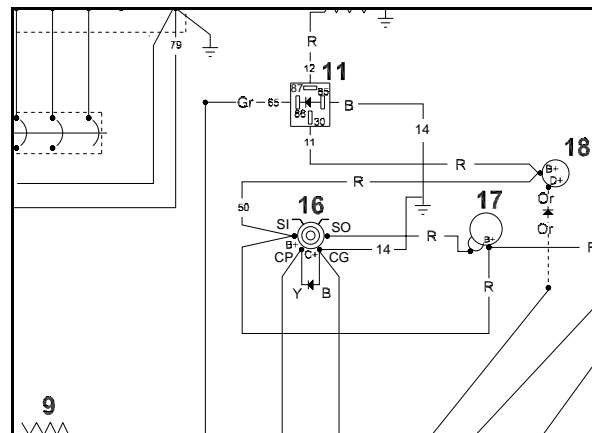 79
R
12
11
87
85
86
30
Gr
65
B
14
11
R
18
B+
D+
R
50
16
SI
SO
B+
C+
CP
CG
14
R
17
B+
Or
Or
R
R
Y
B
9